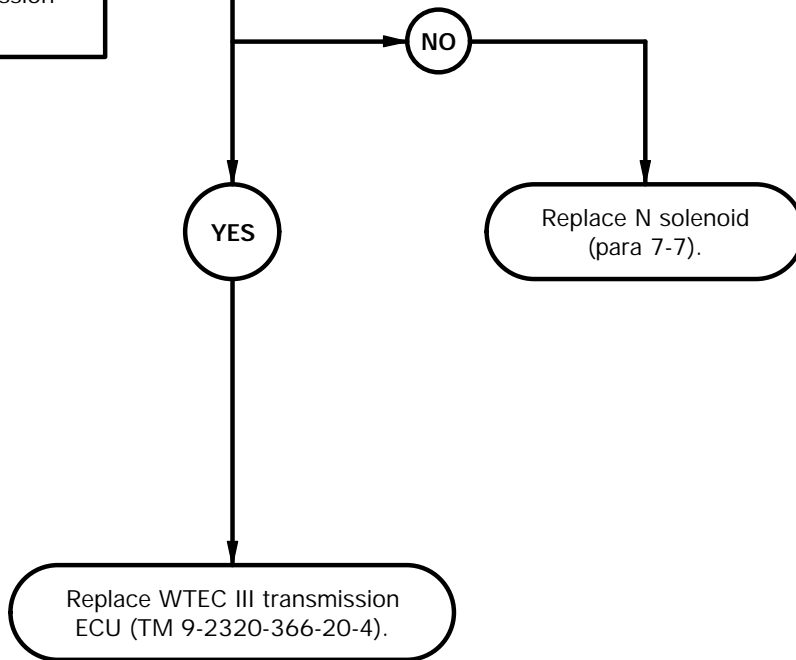 NO
YES
Replace N solenoid
(para 7-7).
Replace WTEC III transmission
ECU (TM 9-2320-366-20-4).